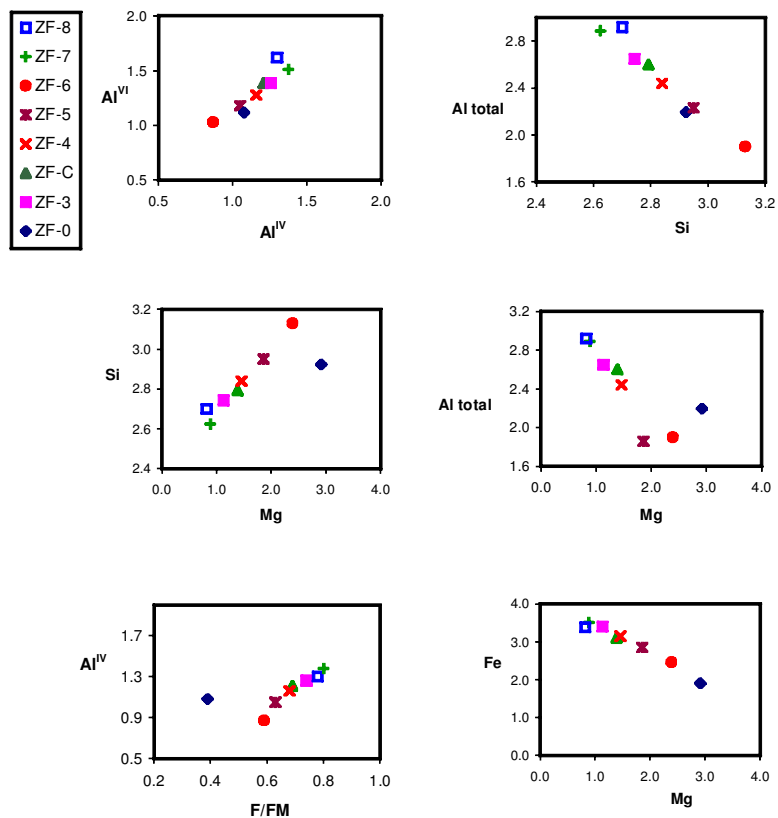 ZF-8
ZF-7
ZF-6
ZF-5
ZF-4
ZF-C
ZF-3
ZF-0
2.0
1.5
1.0
0.5
Al^VI
0.5 1.0 1.5 2.0
Al^IV
2.8
2.4
2.0
1.6
Al total
2.4 2.6 2.8 3.0 3.2
Si
3.2
3.0
2.8
2.6
2.4
Si
0.0 1.0 2.0 3.0 4.0
Mg
3.2
2.8
2.4
2.0
1.6
Al total
0.0 1.0 2.0 3.0 4.0
Mg
1.7
1.3
0.9
0.5
Al^IV
0.2 0.4 0.6 0.8 1.0
F/FM
4.0
3.0
2.0
1.0
0.0
Fe
0.0 1.0 2.0 3.0 4.0
Mg